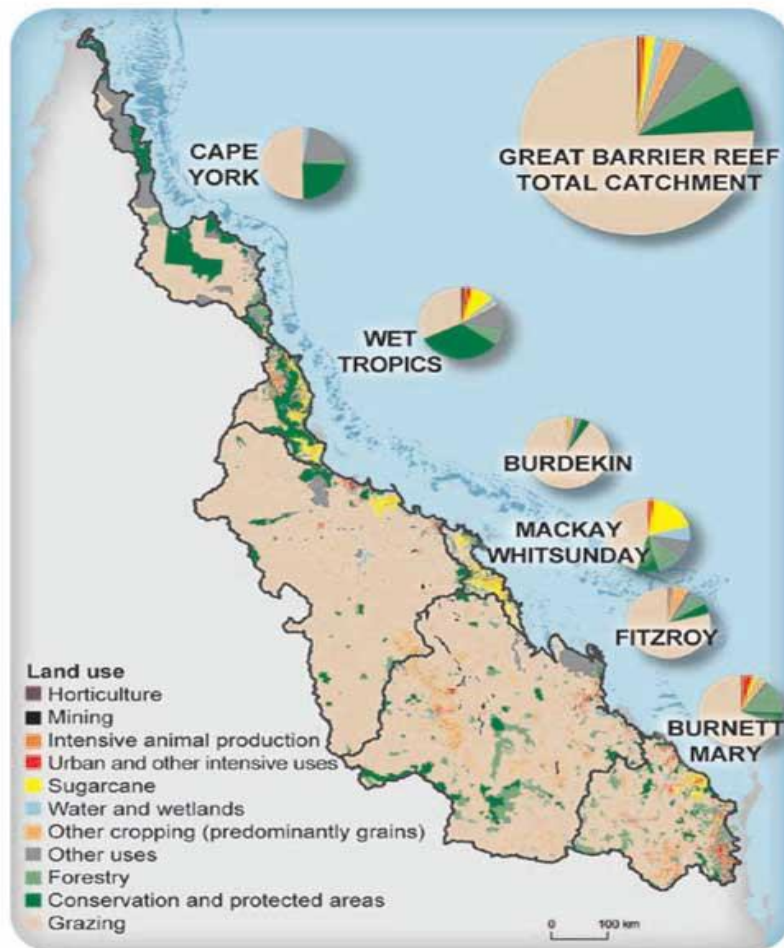 CAPE
YORK
GREAT BARRIER REEF
TOTAL CATCHMENT
WET
TROPICS
BURDEKIN
MACKAY
WHITSUNDAY
FITZROY
BURNETT
MARY
Land use
Horticulture
Mining
Intensive animal production
Urban and other intensive uses
Sugarcane
Water and wetlands
Other cropping (predominantly grains)
Other uses
Forestry
Conservation and protected areas
Grazing
0 100 km